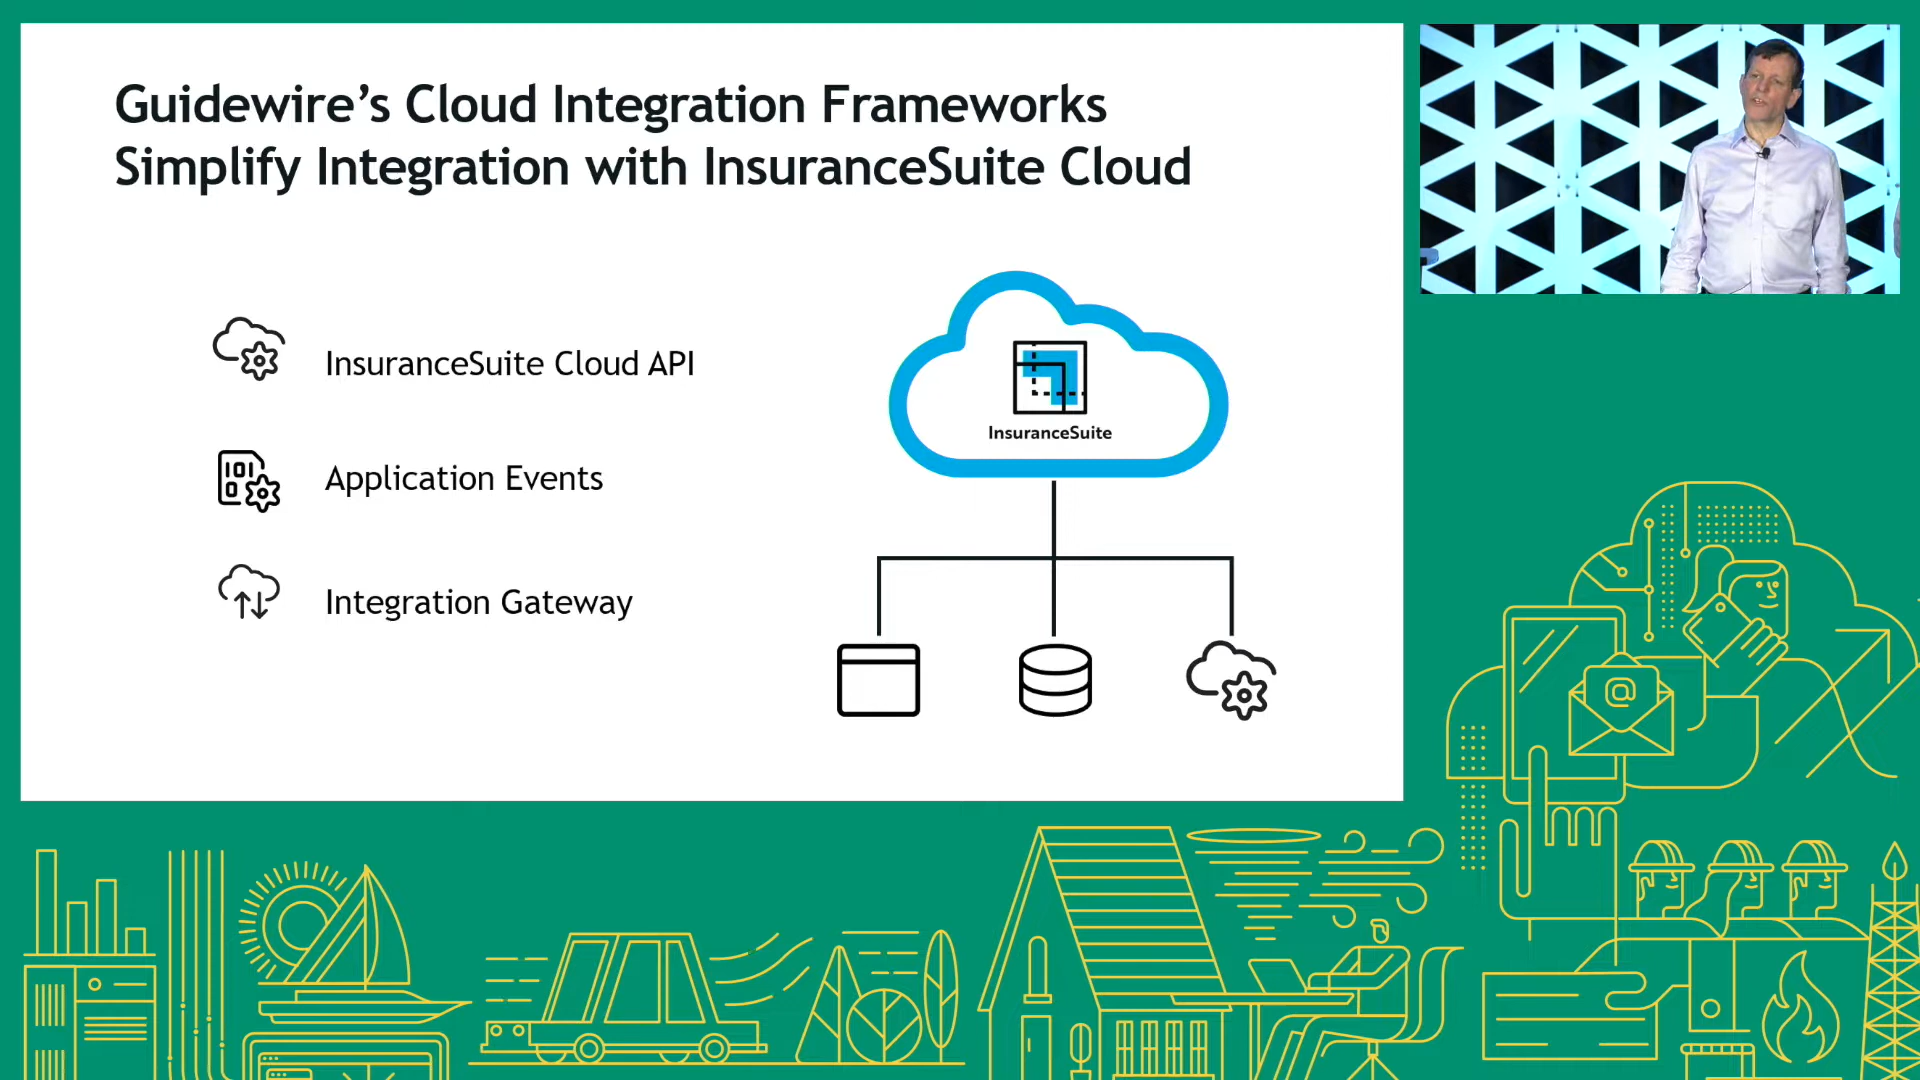 Guidewire’s Cloud Integration Frameworks
Simplify Integration with InsuranceSuite Cloud
InsuranceSuite Cloud API
Application Events
Integration Gateway
InsuranceSuite